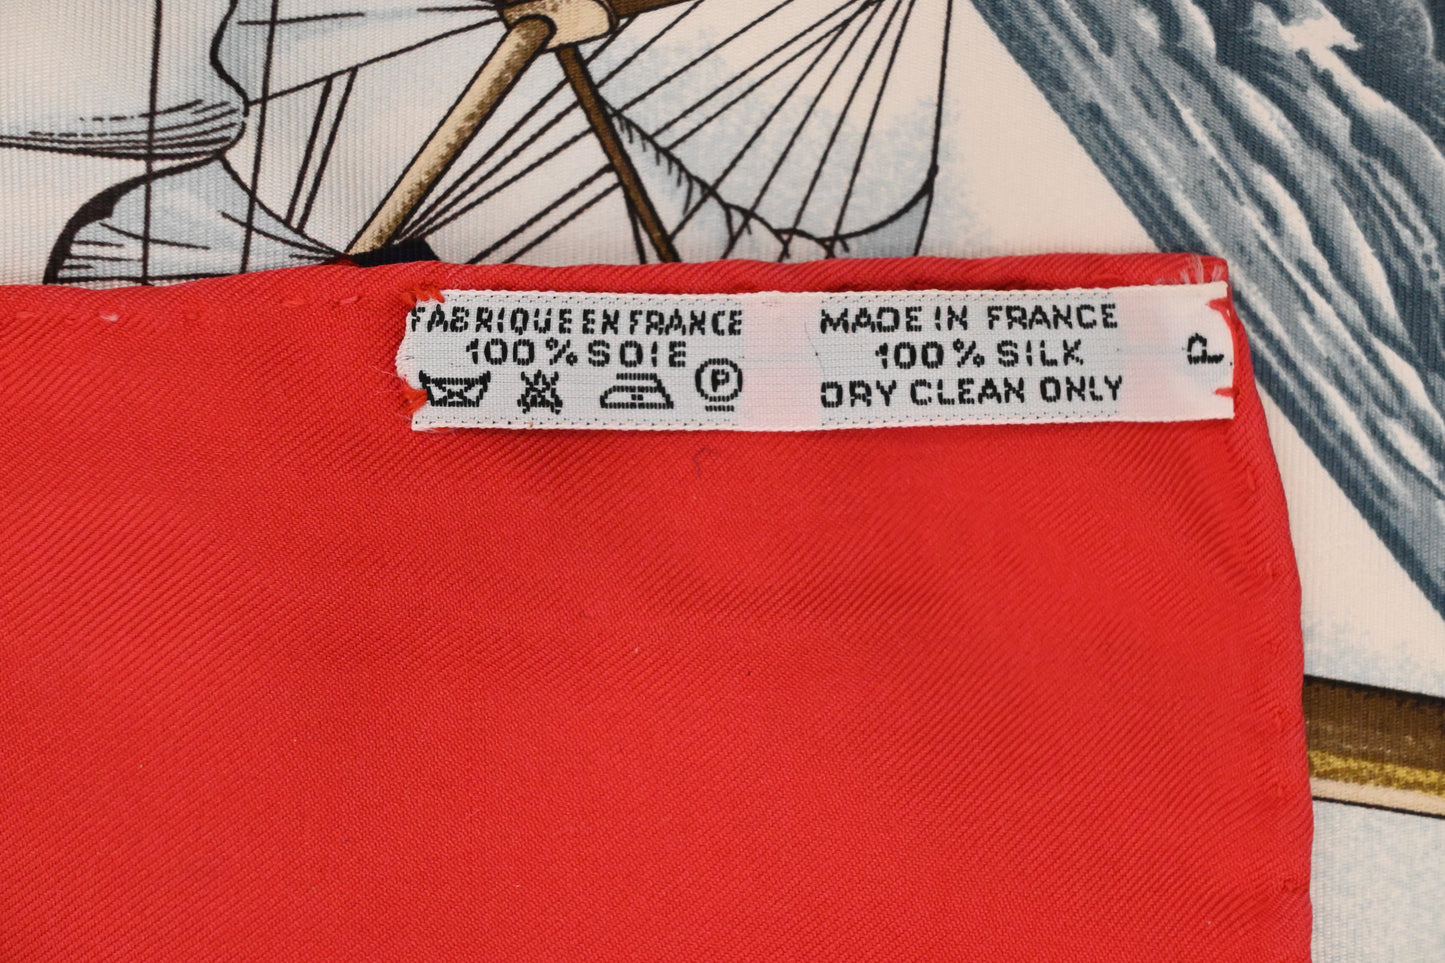 FABRIQUE EN FRANCE
100% SOIE
P
MADE IN FRANCE
100% SILK
DRY CLEAN ONLY
P